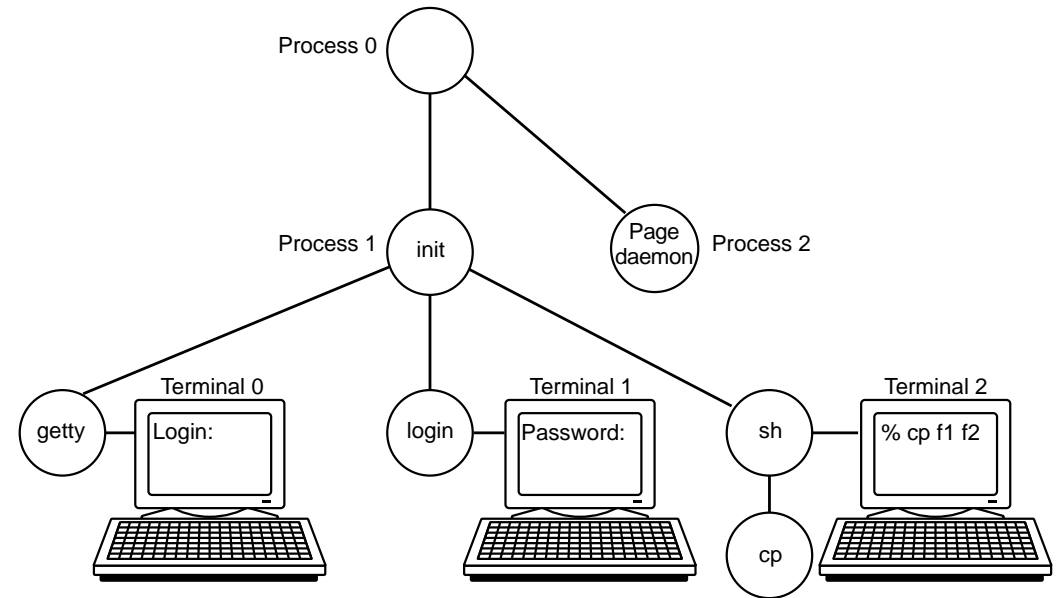 Process 0
Process 1
init
Page
daemon
Process 2
Terminal 0
Terminal 1
Terminal 2
getty
Login:
login
Password:
sh
% cp f1 f2
cp